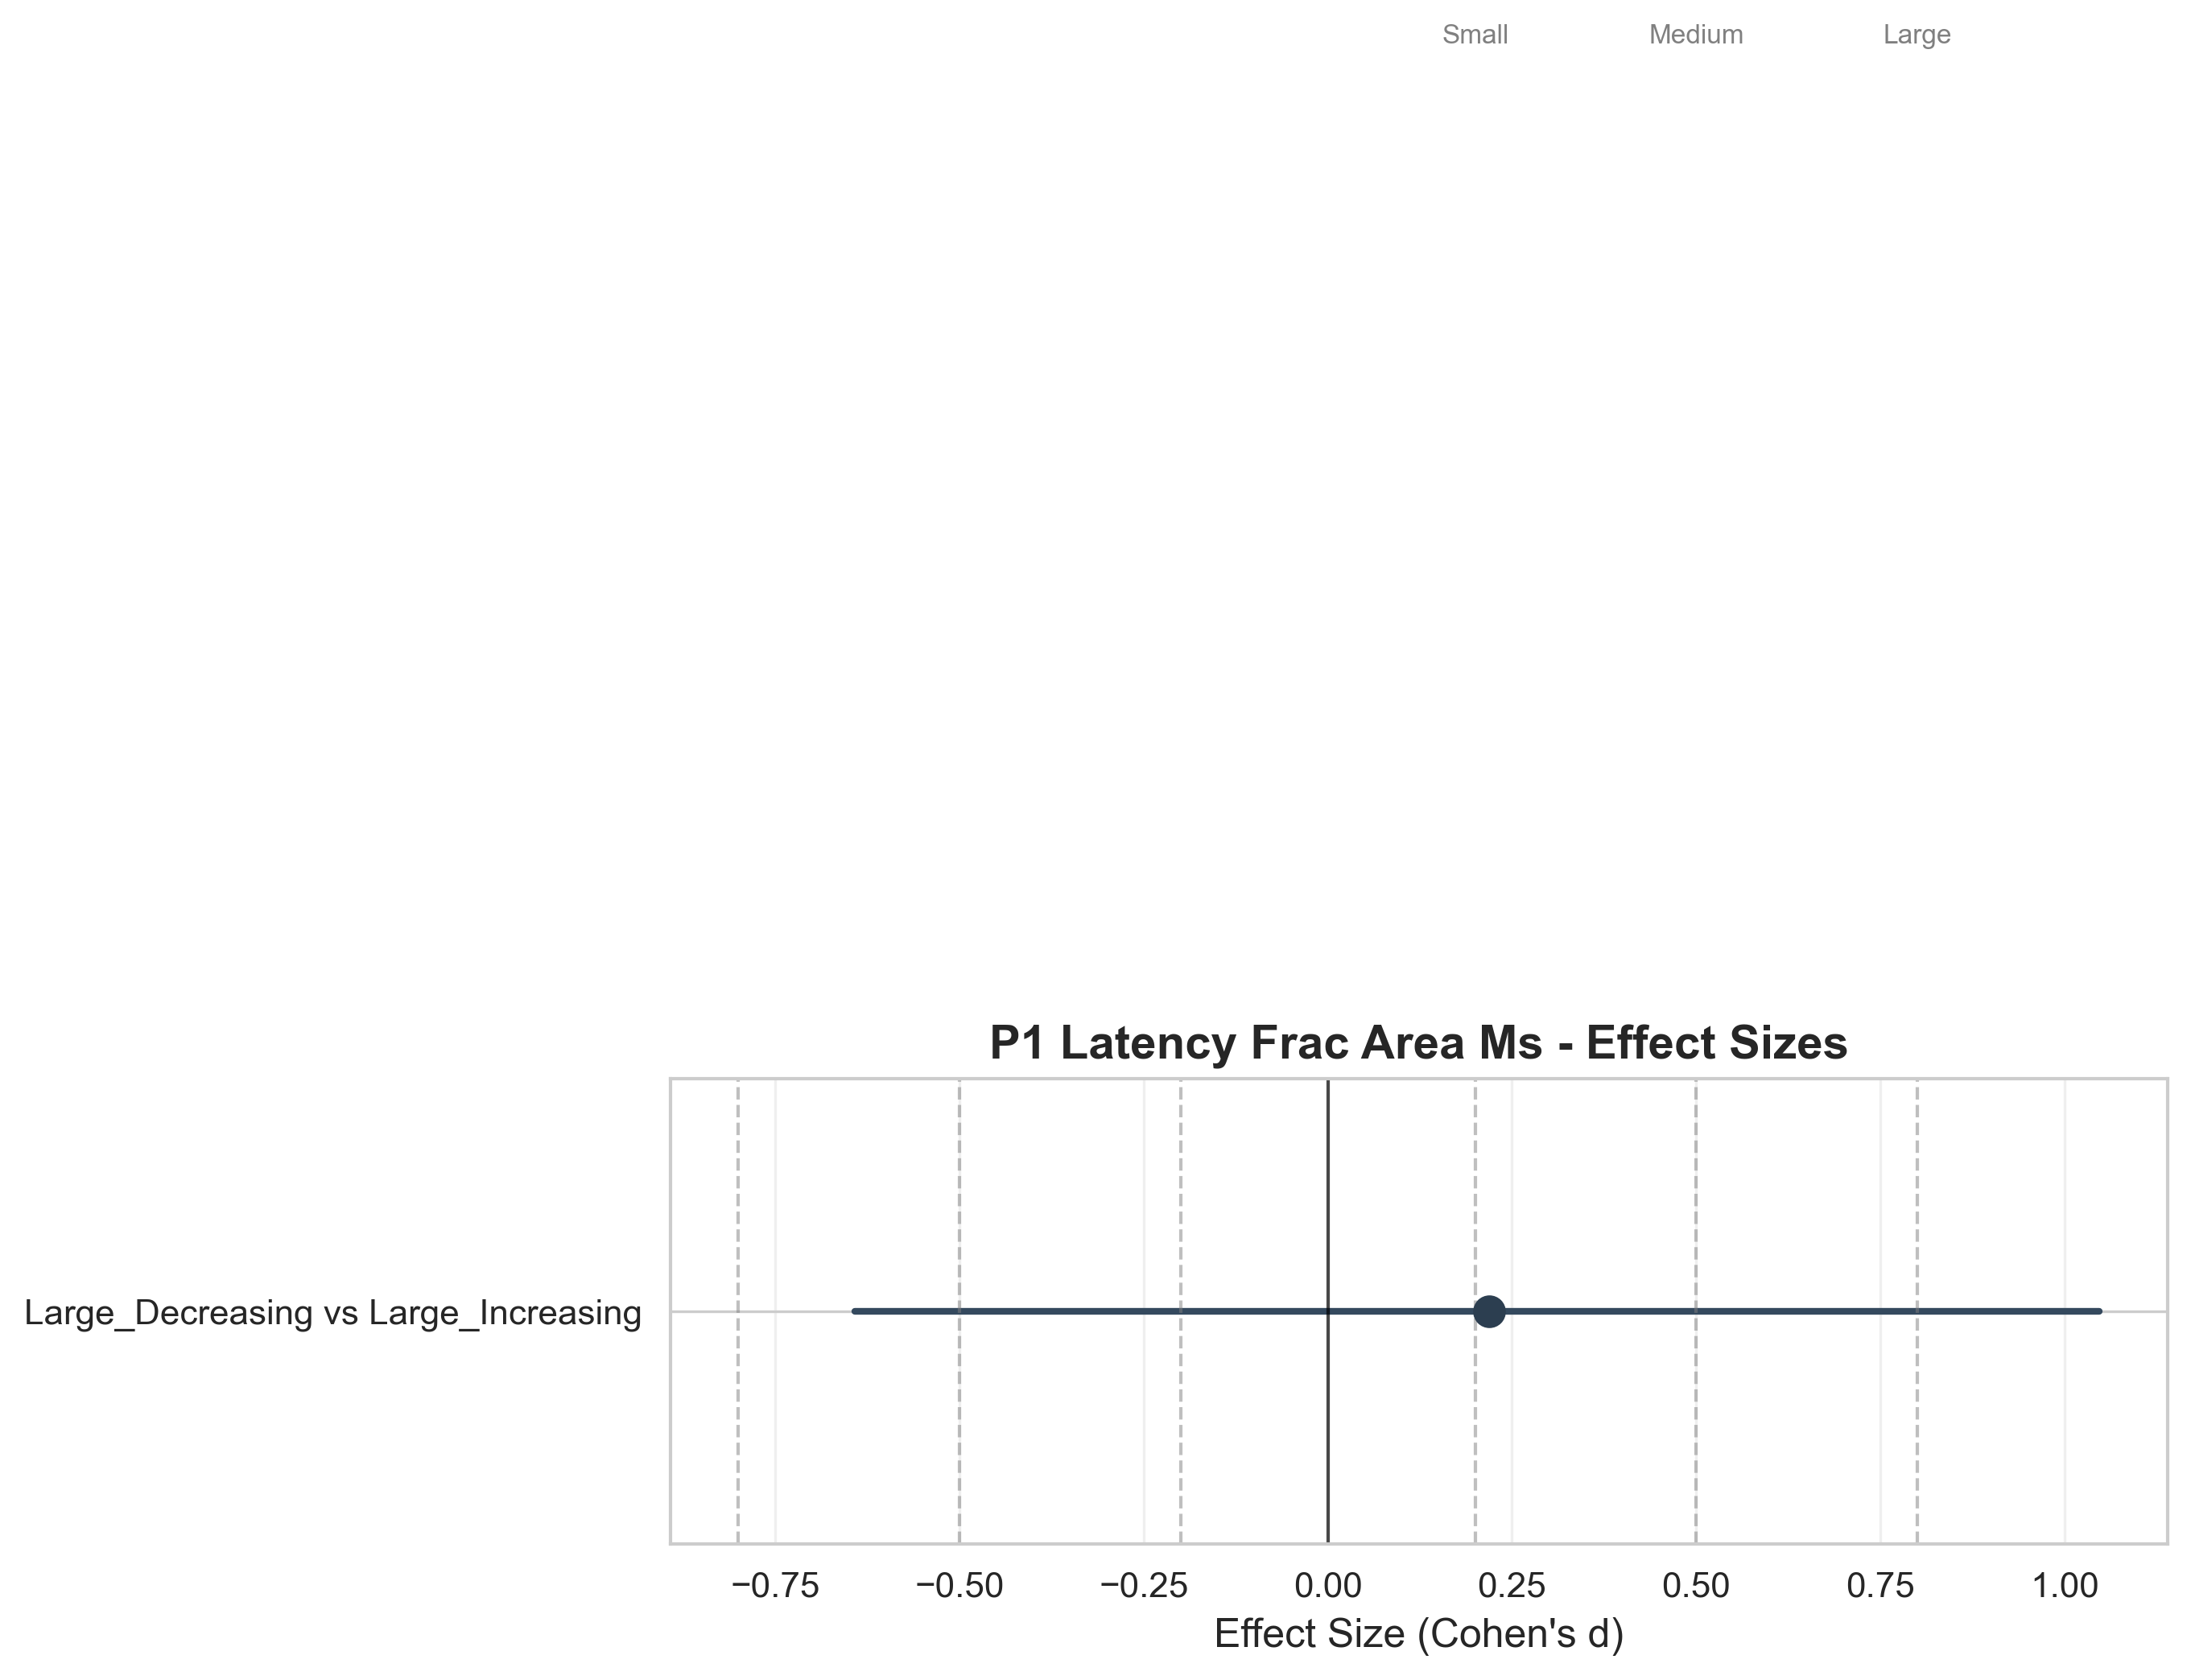 Small Medium Large
P1 Latency Frac Area Ms - Effect Sizes
Large_Decreasing vs Large_Increasing
−0.75 −0.50 −0.25 0.00 0.25 0.50 0.75 1.00
Effect Size (Cohen's d)